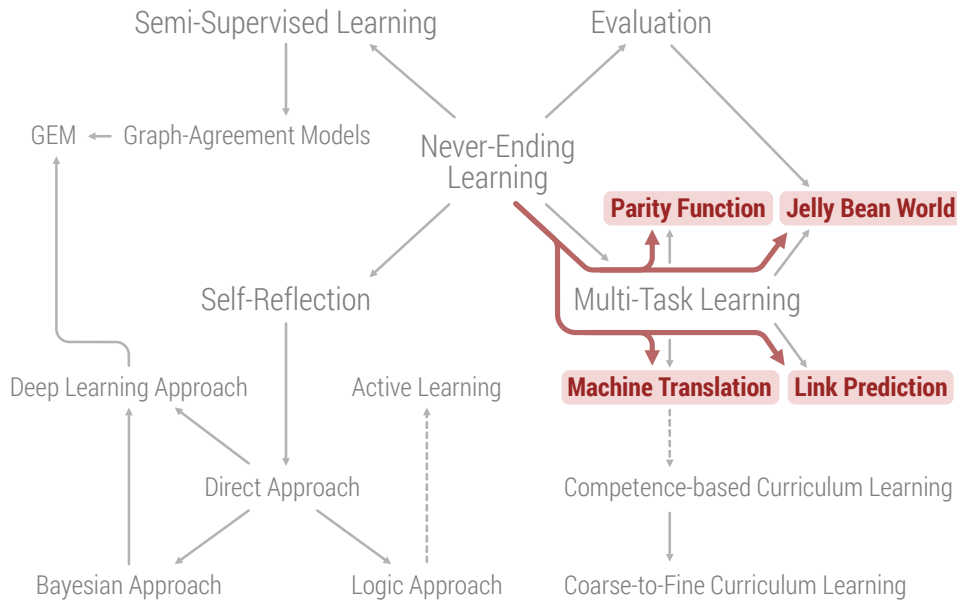 Semi-Supervised Learning
Evaluation
GEM
Graph-Agreement Models
Never-Ending
Learning
Parity Function
Jelly Bean World
Self-Reflection
Multi-Task Learning
Deep Learning Approach
Active Learning
Machine Translation
Link Prediction
Direct Approach
Competence-based Curriculum Learning
Bayesian Approach
Logic Approach
Coarse-to-Fine Curriculum Learning